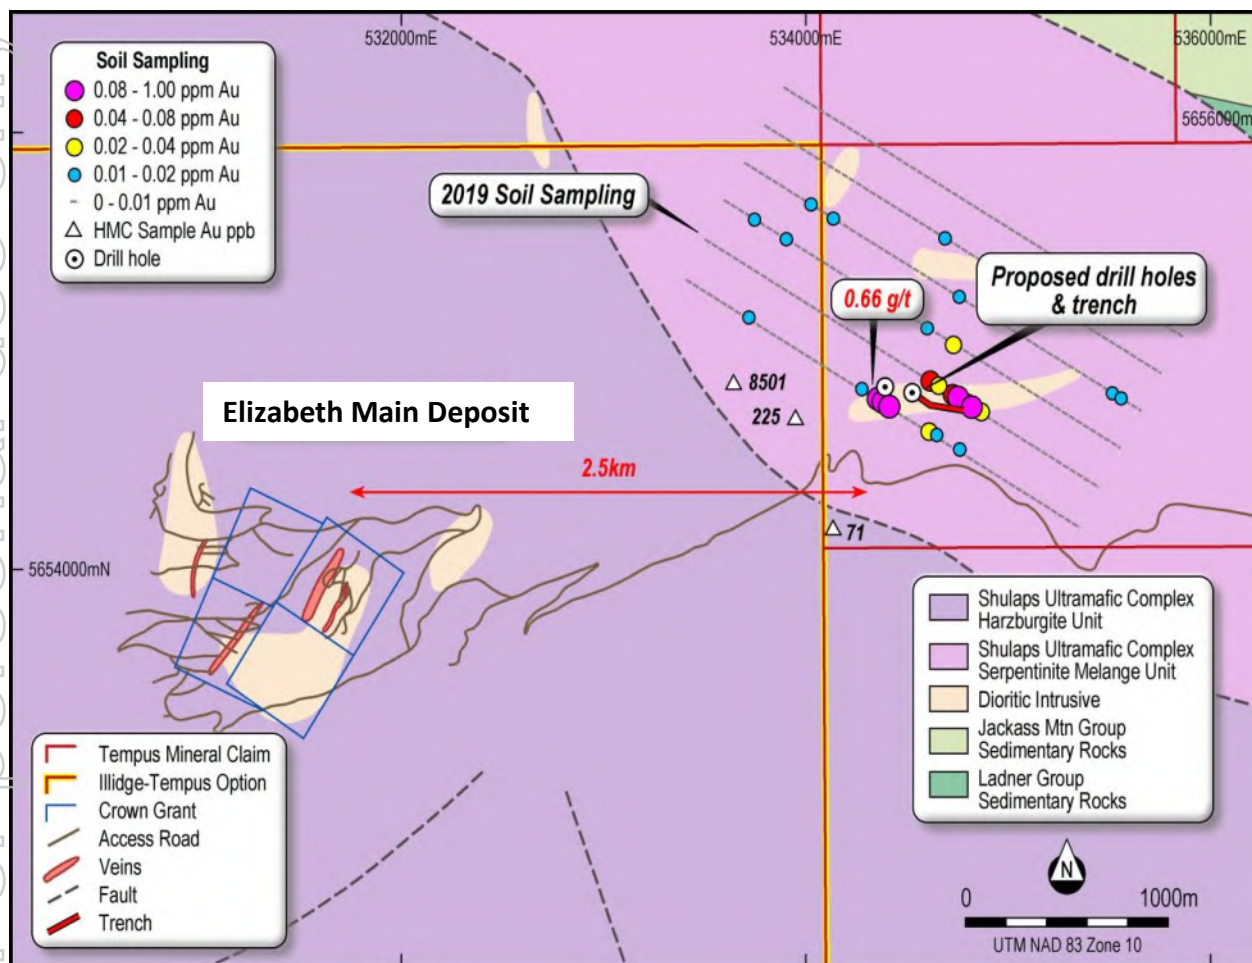 532000mE
534000mE
536000mE
Soil Sampling
0.08 - 1.00 ppm Au
0.04 - 0.08 ppm Au
0.02 - 0.04 ppm Au
0.01 - 0.02 ppm Au
0 - 0.01 ppm Au
HMC Sample Au ppb
Drill hole
5656000m
2019 Soil Sampling
Proposed drill holes
& trench
0.66 g/t
8501
225
Elizabeth Main Deposit
2.5km
71
5654000mN
Shulaps Ultramafic Complex
Harzburgite Unit
Shulaps Ultramafic Complex
Serpentinite Melange Unit
Dioritic Intrusive
Jackass Mtn Group
Sedimentary Rocks
Ladner Group
Sedimentary Rocks
Tempus Mineral Claim
Illidge-Tempus Option
Crown Grant
Access Road
Veins
Fault
Trench
N
0 1000m
UTM NAD 83 Zone 10